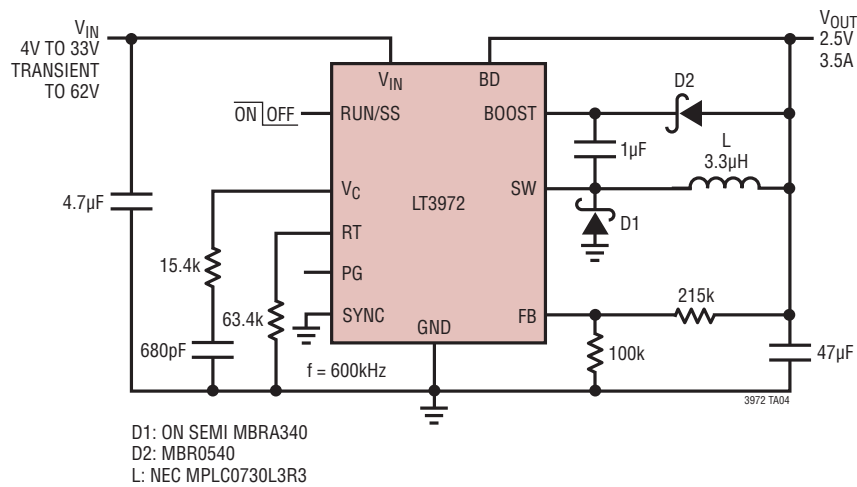 VIN
4V TO 33V
TRANSIENT
TO 62V
VOUT
2.5V
3.5A
VIN
BD
ON OFF
RUN/SS
BOOST
D2
1µF
L
3.3µH
VC
SW
LT3972
4.7µF
D1
RT
15.4k
PG
63.4k
SYNC
FB
215k
GND
680pF
f = 600kHz
100k
47µF
3972 TA04
D1: ON SEMI MBRA340
D2: MBR0540
L: NEC MPLC0730L3R3